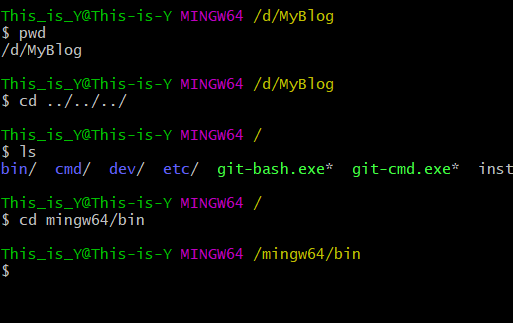 This_is_Y@This-is-Y MINGW64 /d/MyBlog
$ pwd
/d/MyBlog
This_is_Y@This-is-Y MINGW64 /d/MyBlog
$ cd ../../../
This_is_Y@This-is-Y MINGW64 /
$ ls
bin/  cmd/  dev/  etc/  git-bash.exe*  git-cmd.exe*  inst
This_is_Y@This-is-Y MINGW64 /
$ cd mingw64/bin
This_is_Y@This-is-Y MINGW64 /mingw64/bin
$